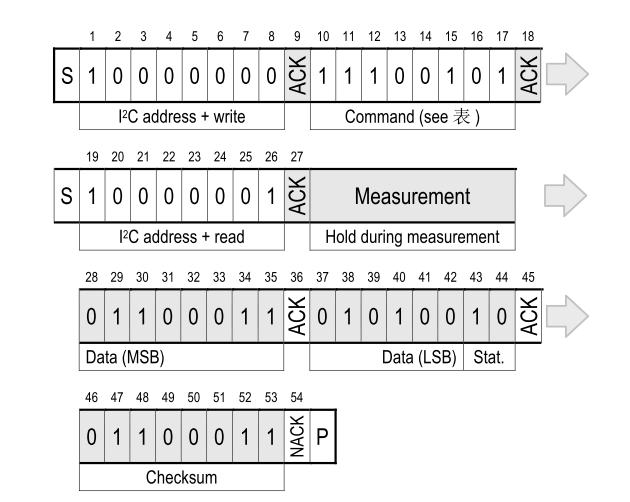 1 2 3 4 5 6 7 8 9 10 11 12 13 14 15 16 17 18
S 1 0 0 0 0 0 0 0 ACK 1 1 1 0 0 1 0 1 ACK
I²C address + write Command (see 表 )
19 20 21 22 23 24 25 26 27
S 1 0 0 0 0 0 0 1 ACK Measurement
I²C address + read Hold during measurement
28 29 30 31 32 33 34 35 36 37 38 39 40 41 42 43 44 45
0 1 1 0 0 0 1 1 ACK 0 1 0 1 0 0 1 0 ACK
Data (MSB) Data (LSB) Stat.
46 47 48 49 50 51 52 53 54
0 1 1 0 0 0 1 1 NACK P
Checksum